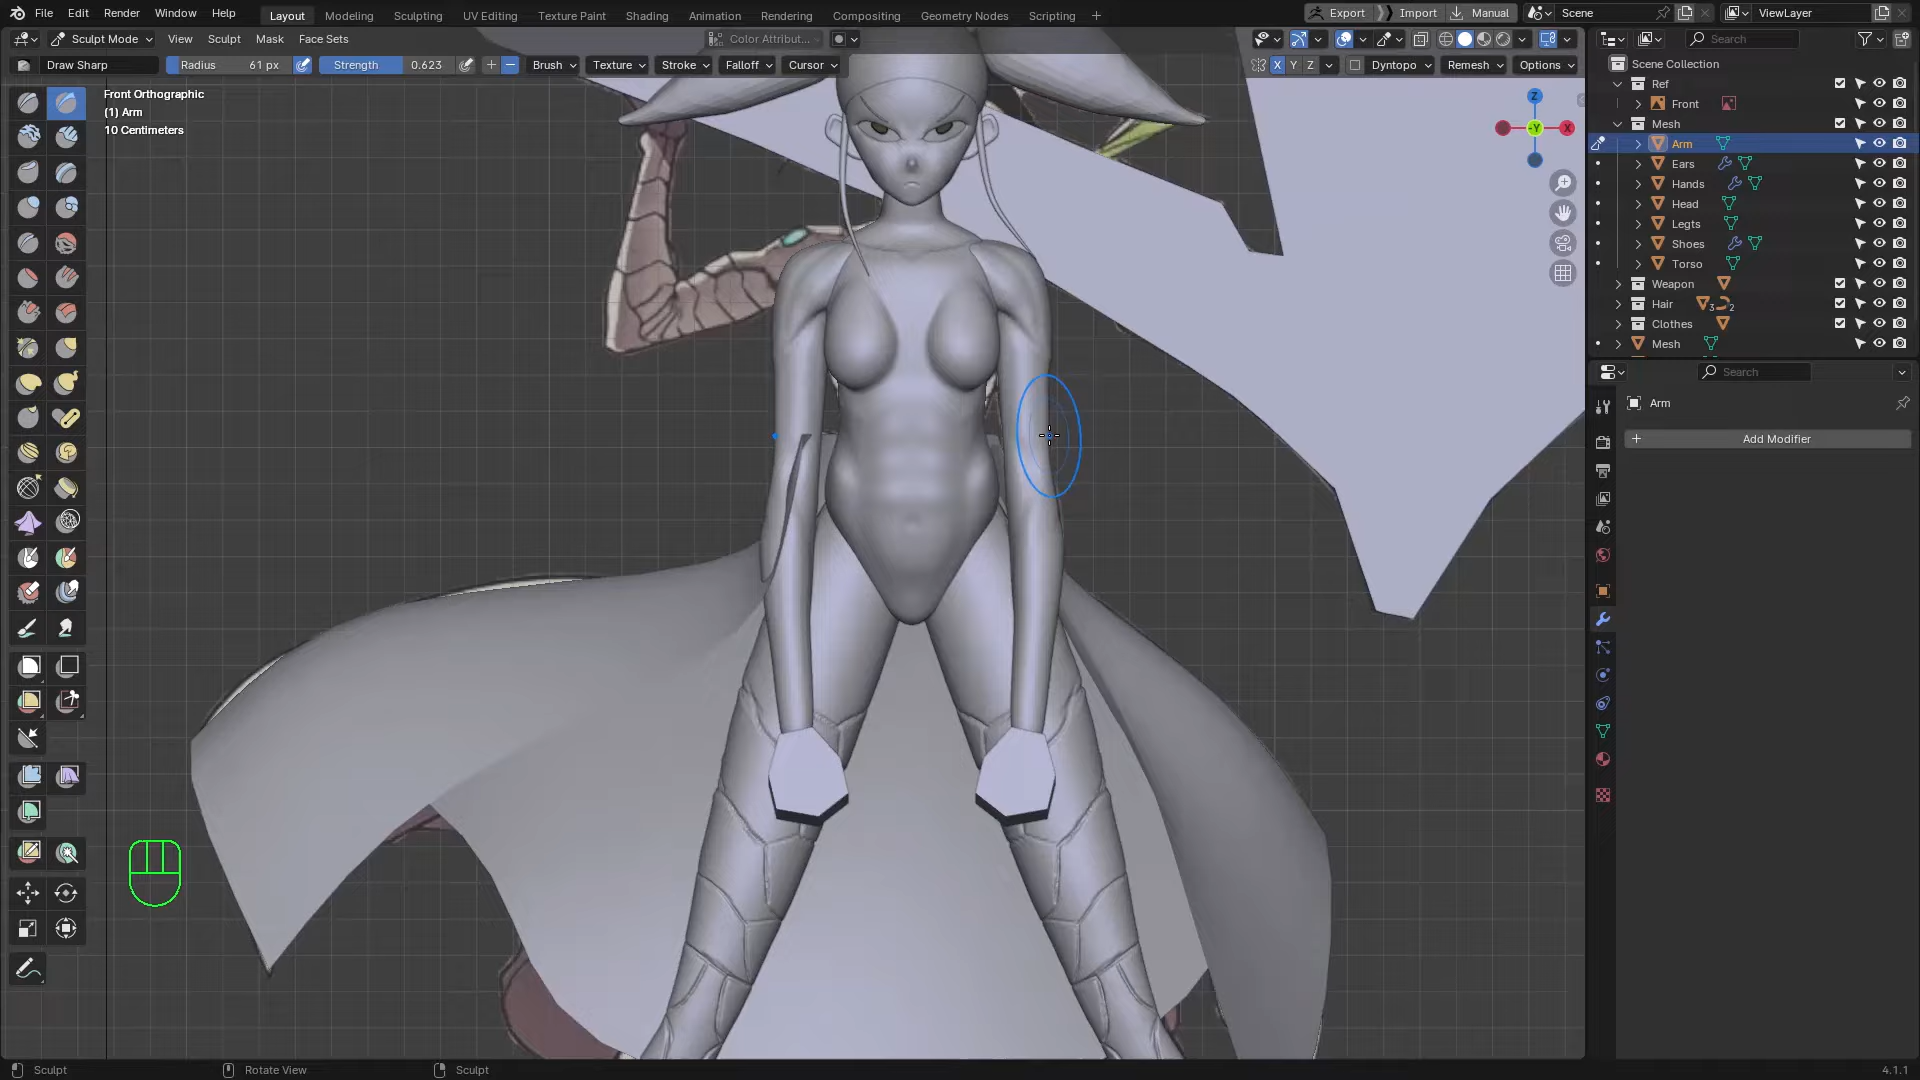 File Edit Render Window Help
Layout Modeling Sculpting UV Editing Texture Paint Shading Animation Rendering Compositing Geometry Nodes Scripting +
Export Import Manual Scene ViewLayer
Sculpt Mode View Sculpt Mask Face Sets Color Attribut...
Search
Draw Sharp Radius 61 px Strength 0.623 Brush Texture Stroke Falloff Cursor X Y Z Dyntopo Remesh Options
Scene Collection
Front Orthographic
(1) Arm
10 Centimeters
Z
-Y
X
Ref
Front
Mesh
Arm
Ears
Hands
Head
Legts
Shoes
Torso
Weapon
Hair 3 2
Clothes
Mesh
Search
Arm
+ Add Modifier
Sculpt Rotate View Sculpt 4.1.1